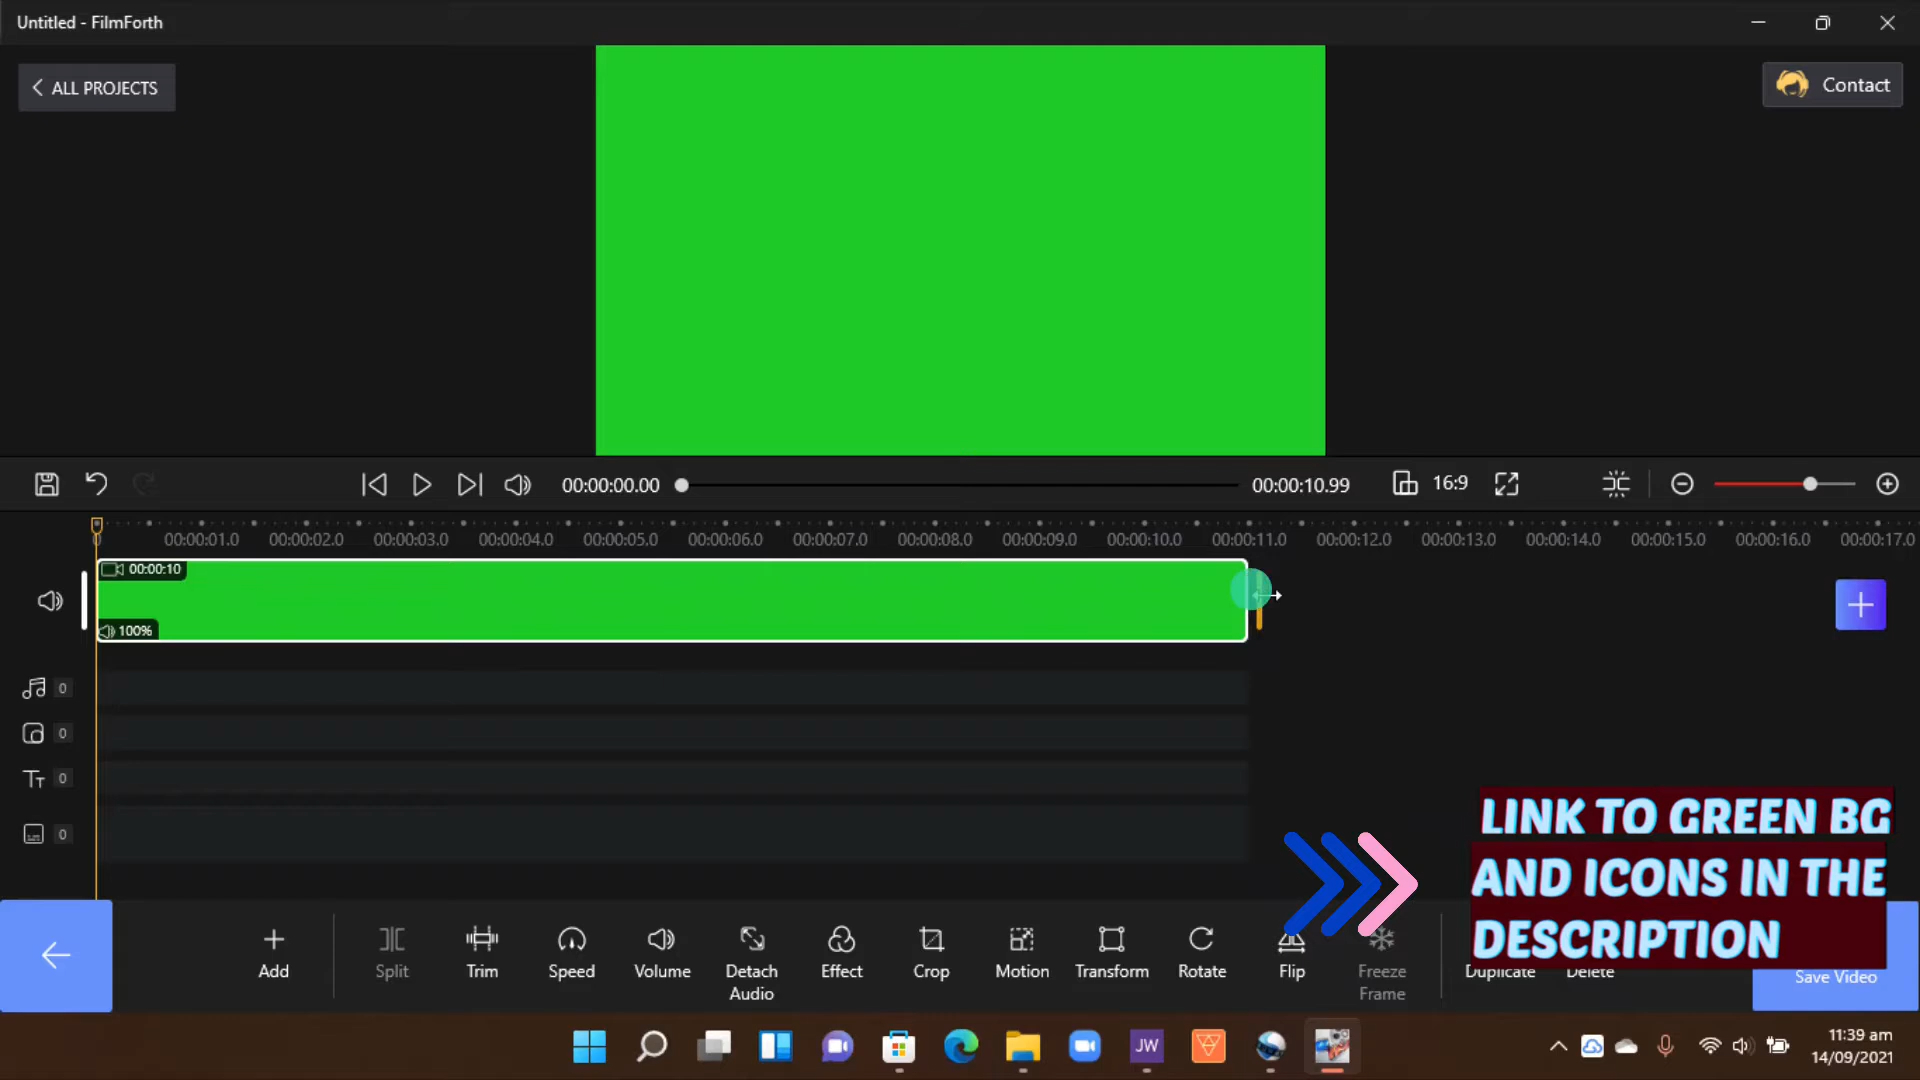 Untitled - FilmForth
ALL PROJECTS
Contact
00:00:00.00
00:00:10.99
16:9
0 00:00:01.0 00:00:02.0 00:00:03.0 00:00:04.0 00:00:05.0 00:00:06.0 00:00:07.0 00:00:08.0 00:00:09.0 00:00:10.0 00:00:11.0 00:00:12.0 00:00:13.0 00:00:14.0 00:00:15.0 00:00:16.0 00:00:17.0
00:00:10
100%
0
0
Tт 0
0
LINK TO GREEN BG
AND ICONS IN THE
DESCRIPTION
Add
Split
Trim
Speed
Volume
Detach
Audio
Effect
Crop
Motion
Transform
Rotate
Flip
Freeze
Frame
Duplicate
Delete
Save Video
JW
11:39 am
14/09/2021